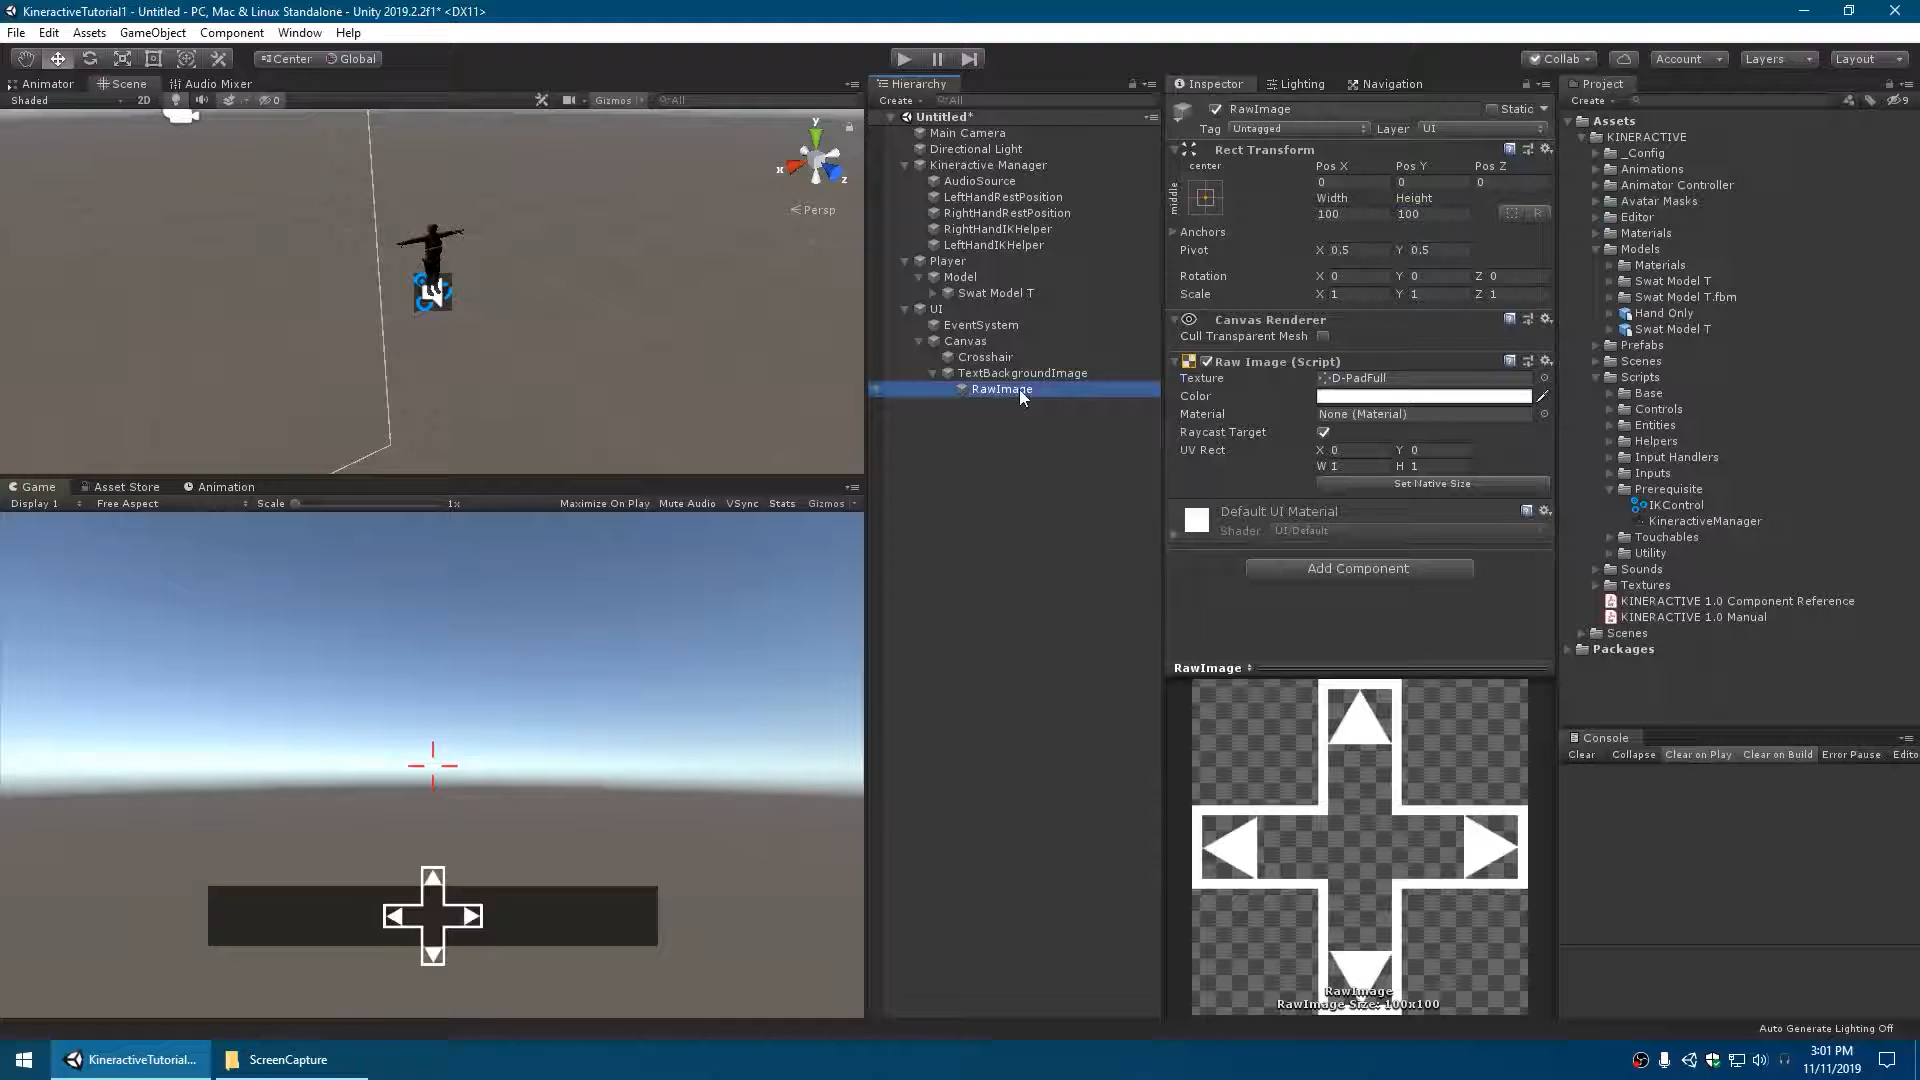 KineractiveTutorial1 - Untitled - PC, Mac & Linux Standalone - Unity 2019.2.2f1* <DX11>
File Edit Assets GameObject Component Window Help
Center Global Collab Account Layers Layout
Animator Scene Audio Mixer
Shaded 2D 0 Gizmos All
y x z
Persp
Game Asset Store Animation
Display 1 Free Aspect Scale 1x Maximize On Play Mute Audio VSync Stats Gizmos
Hierarchy
Create All
Untitled*
Main Camera
Directional Light
Kineractive Manager
AudioSource
LeftHandRestPosition
RightHandRestPosition
RightHandIKHelper
LeftHandIKHelper
Player
Model
Swat Model T
UI
EventSystem
Canvas
Crosshair
TextBackgroundImage
RawImage
Inspector Lighting Navigation
RawImage Static
Tag Untagged Layer UI
Rect Transform
center Pos X Pos Y Pos Z
middle 0 0 0
Width Height
100 100 R
Anchors
Pivot X 0.5 Y 0.5
Rotation X 0 Y 0 Z 0
Scale X 1 Y 1 Z 1
Canvas Renderer
Cull Transparent Mesh
Raw Image (Script)
Texture D-PadFull
Color
Material None (Material)
Raycast Target
UV Rect X 0 Y 0
W 1 H 1
Set Native Size
Default UI Material
Shader UI/Default
Add Component
RawImage
RawImage
RawImage Size: 100x100
Project
Create 9
Assets
KINERACTIVE
_Config
Animations
Animator Controller
Avatar Masks
Editor
Materials
Models
Materials
Swat Model T
Swat Model T.fbm
Hand Only
Swat Model T
Prefabs
Scenes
Scripts
Base
Controls
Entities
Helpers
Input Handlers
Inputs
Prerequisite
IKControl
KineractiveManager
Touchables
Utility
Sounds
Textures
KINERACTIVE 1.0 Component Reference
KINERACTIVE 1.0 Manual
Scenes
Packages
Console
Clear Collapse Clear on Play Clear on Build Error Pause Edito
Auto Generate Lighting Off
KineractiveTutorial... ScreenCapture
3:01 PM
11/11/2019